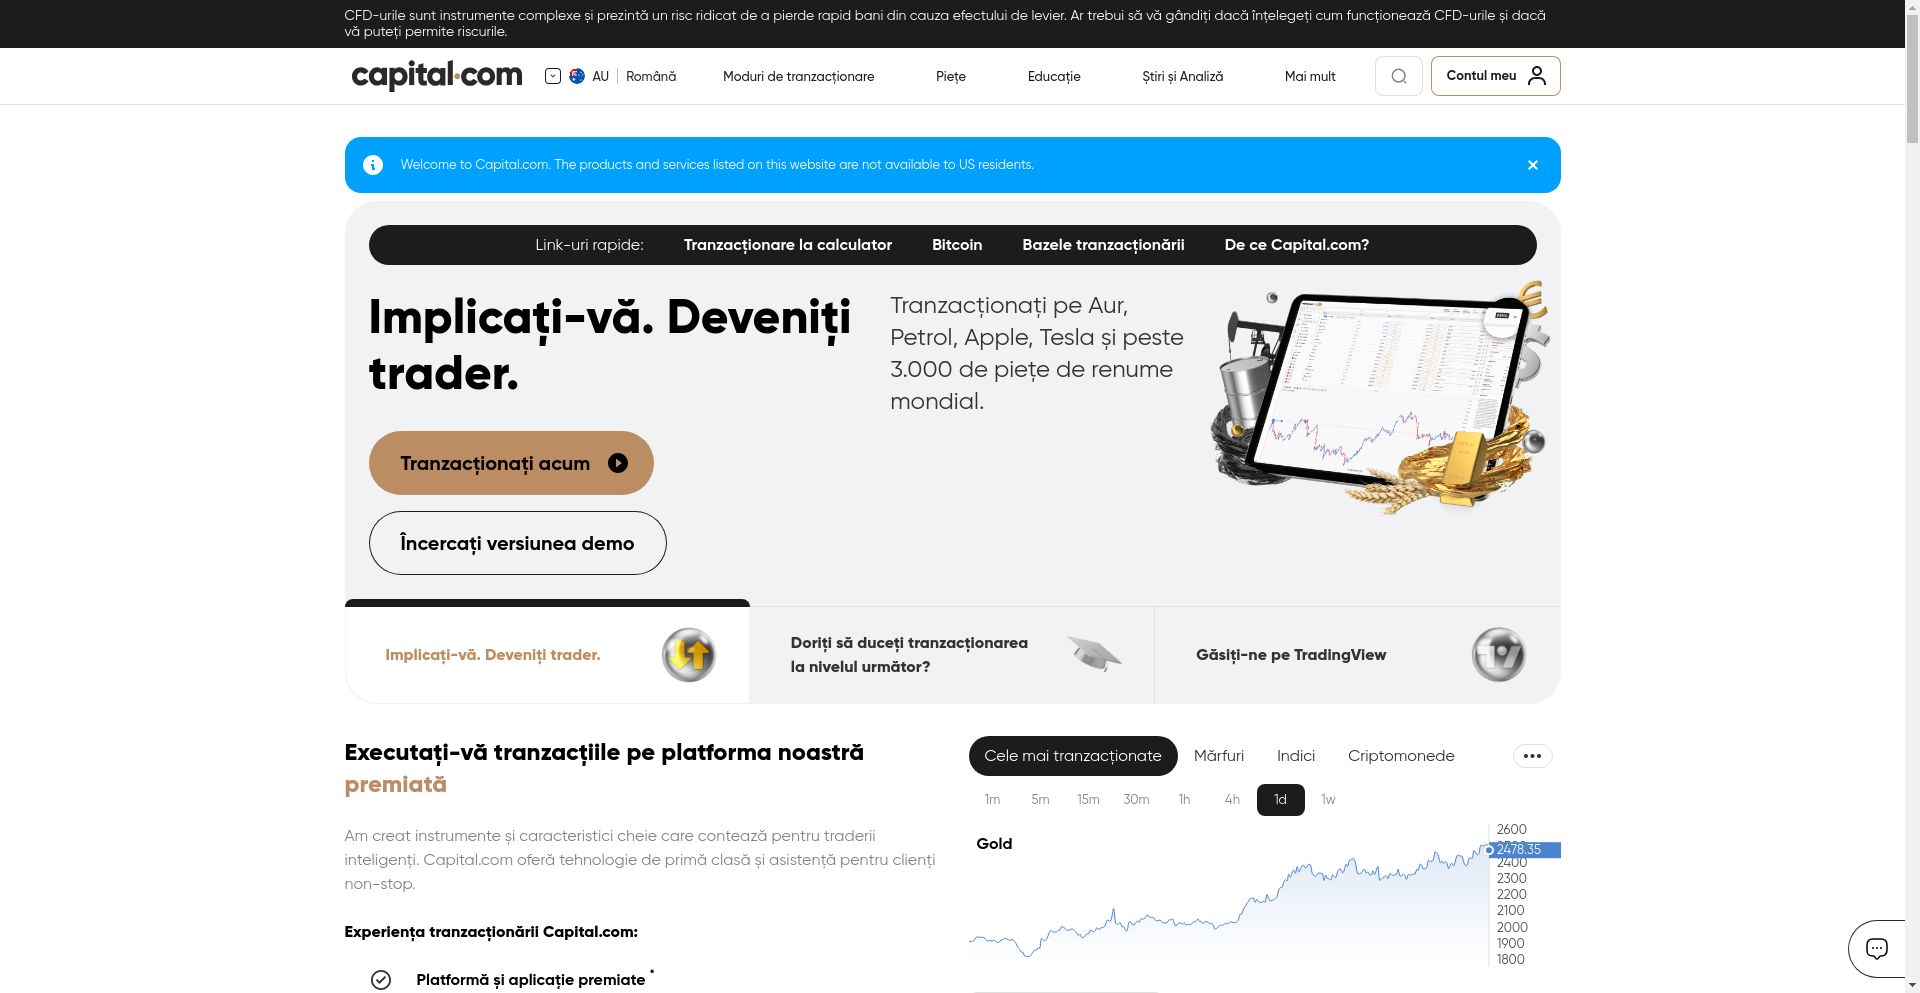 CFD-urile sunt instrumente complexe și prezintă un risc ridicat de a pierde rapid bani din cauza efectului de levier. Ar trebui să vă gândiți dacă înțelegeți cum funcționează CFD-urile și dacă
vă puteți permite riscurile.
capital.com
AU
Română
Moduri de tranzacționare
Piețe
Educație
Știri și Analiză
Mai mult
Contul meu
Welcome to Capital.com. The products and services listed on this website are not available to US residents.
Link-uri rapide:
Tranzacționare la calculator
Bitcoin
Bazele tranzacționării
De ce Capital.com?
Implicați-vă. Deveniți
trader.
Tranzacționați pe Aur,
Petrol, Apple, Tesla și peste
3.000 de piețe de renume
mondial.
Tranzacționați acum
Încercați versiunea demo
Implicați-vă. Deveniți trader.
Doriți să duceți tranzacționarea
la nivelul următor?
Găsiți-ne pe TradingView
Executați-vă tranzacțiile pe platforma noastră
premiată
Am creat instrumente și caracteristici cheie care contează pentru traderii
inteligenți. Capital.com oferă tehnologie de primă clasă și asistență pentru clienți
non-stop.
Experiența tranzacționării Capital.com:
Platformă și aplicație premiate *
Cele mai tranzacționate
Mărfuri
Indici
Criptomonede
1m
5m
15m
30m
1h
4h
1d
1w
Gold
2600
2478.35
2400
2300
2200
2100
2000
1900
1800